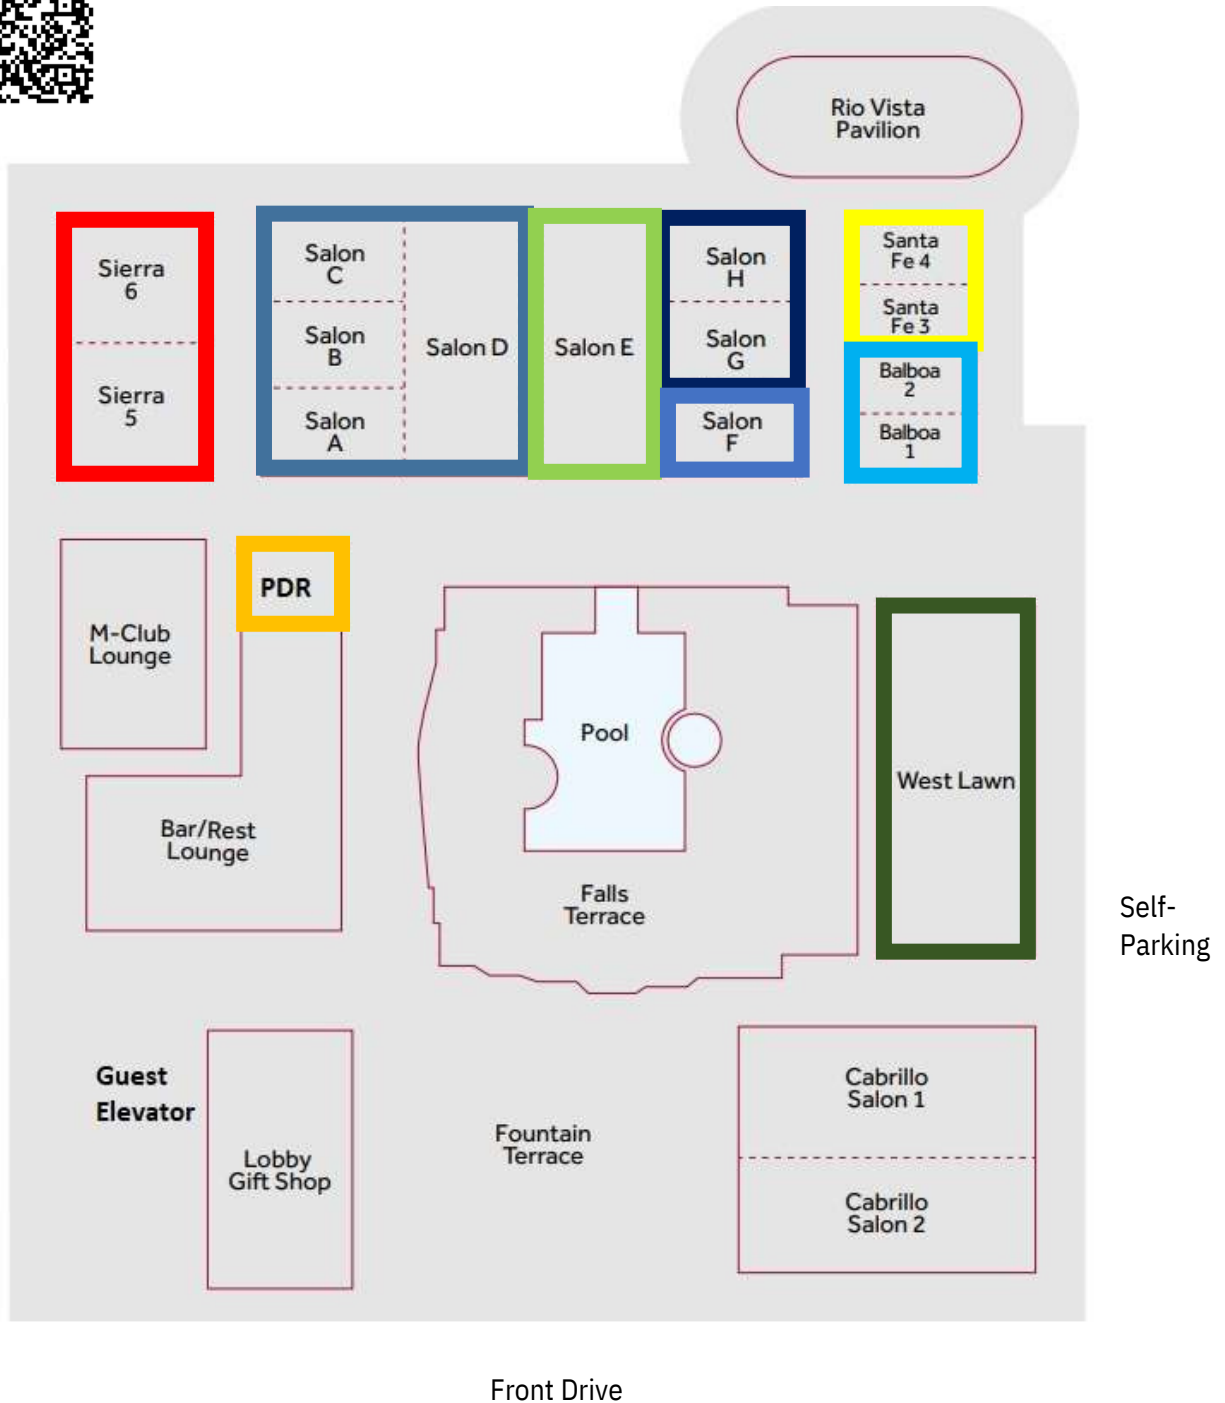 Rio Vista
Pavilion
Sierra
6
Sierra
5
Salon
C
Salon
B
Salon
A
Salon D
Salon E
Salon
H
Salon
G
Salon
F
Santa
Fe 4
Santa
Fe 3
Balboa
2
Balboa
1
M-Club
Lounge
PDR
Bar/Rest
Lounge
Pool
Falls
Terrace
West Lawn
Self-
Parking
Guest
Elevator
Lobby
Gift Shop
Fountain
Terrace
Cabrillo
Salon 1
Cabrillo
Salon 2
Front Drive